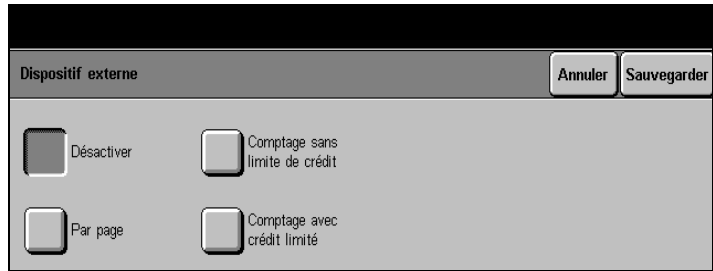 Dispositif externe
Annuler
Sauvegarder
Désactiver
Comptage sans
limite de crédit
Par page
Comptage avec
crédit limité